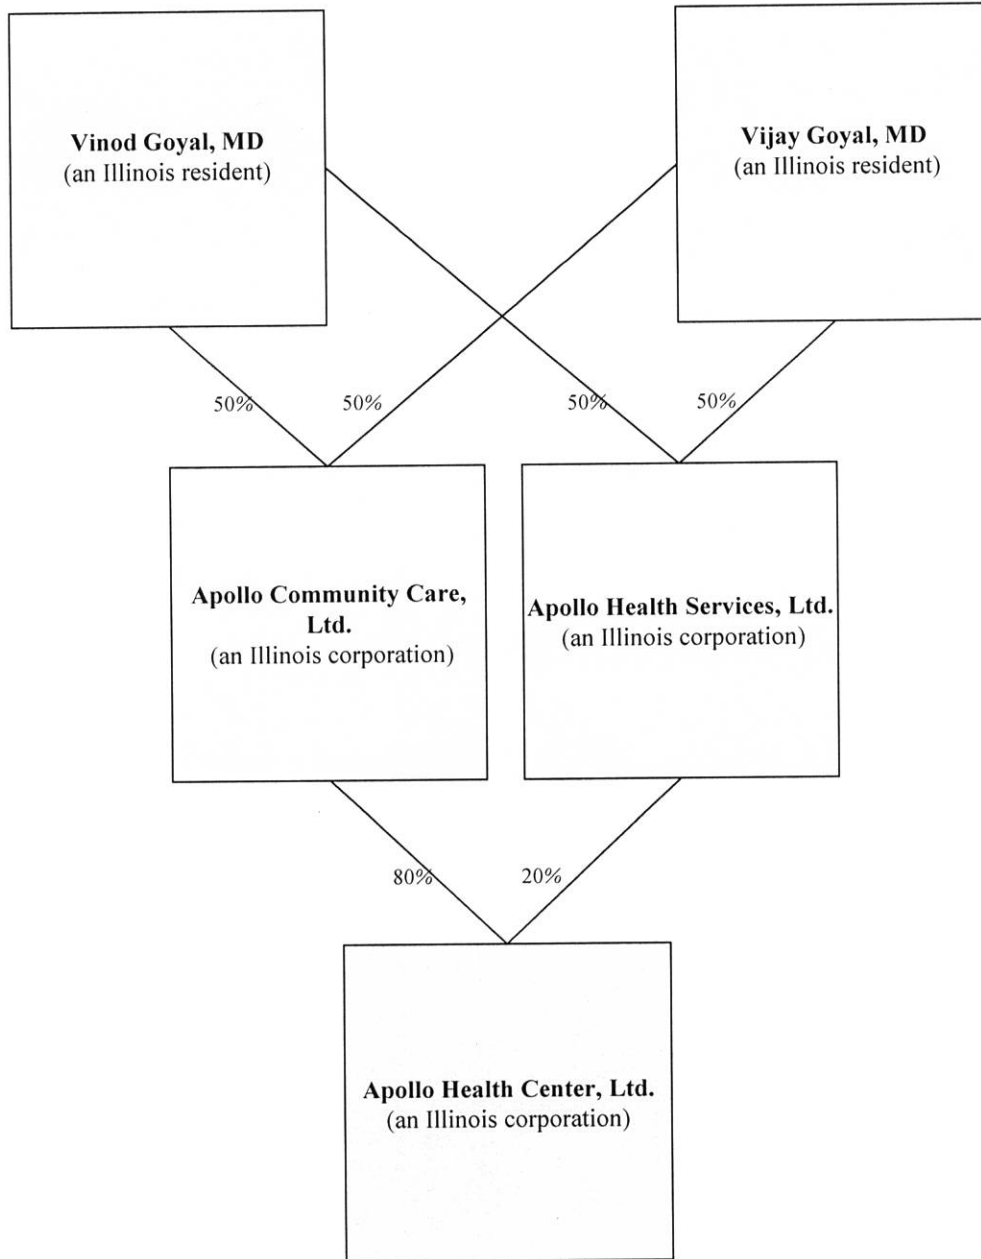 Vinod Goyal, MD
(an Illinois resident)
Vijay Goyal, MD
(an Illinois resident)
50%
50%
50%
50%
Apollo Community Care,
Ltd.
(an Illinois corporation)
Apollo Health Services, Ltd.
(an Illinois corporation)
80%
20%
Apollo Health Center, Ltd.
(an Illinois corporation)